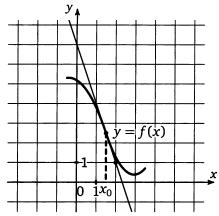 y
y = f(x)
1
x
0 1 x₀